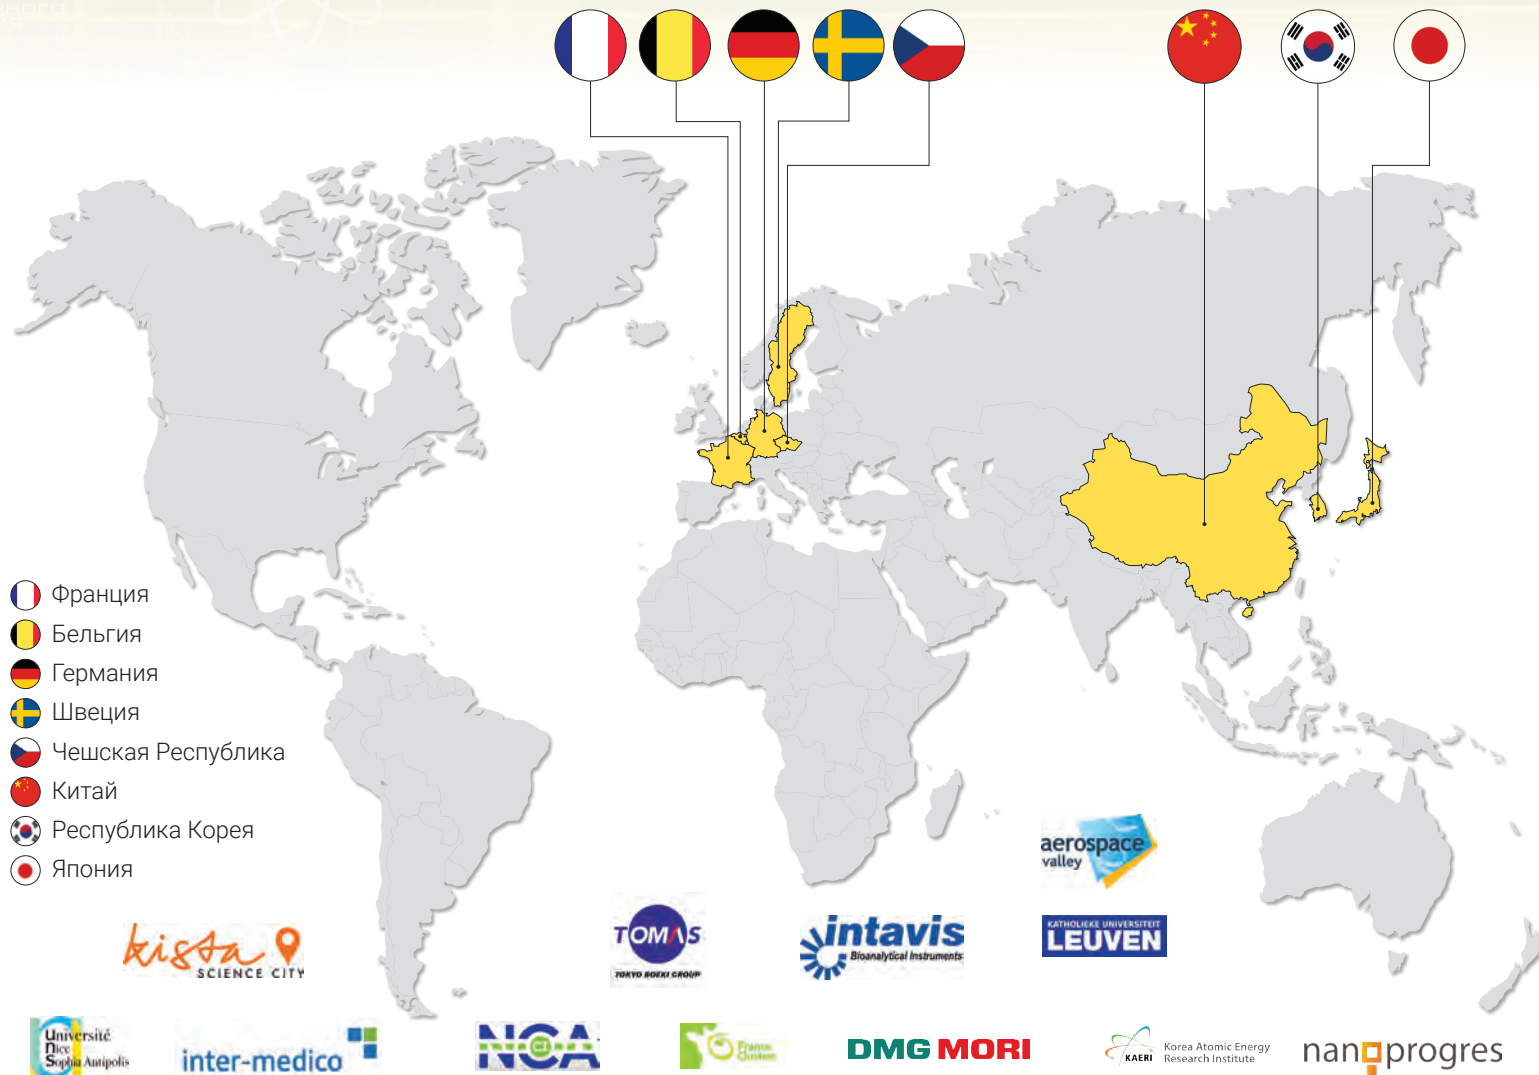 Франция
Бельгия
Германия
Швеция
Чешская Республика
Китай
Республика Корея
Япония
aerospace
valley
kista
SCIENCE CITY
TOMAS
TOKYO BOEKI GROUP
intavis
Bioanalytical Instruments
KATHOLIEKE UNIVERSITEIT
LEUVEN
Université
Nice
Sophia Antipolis
inter-medico
NCA
France
Clusters
DMG MORI
KAERI
Korea Atomic Energy
Research Institute
nanoprogres